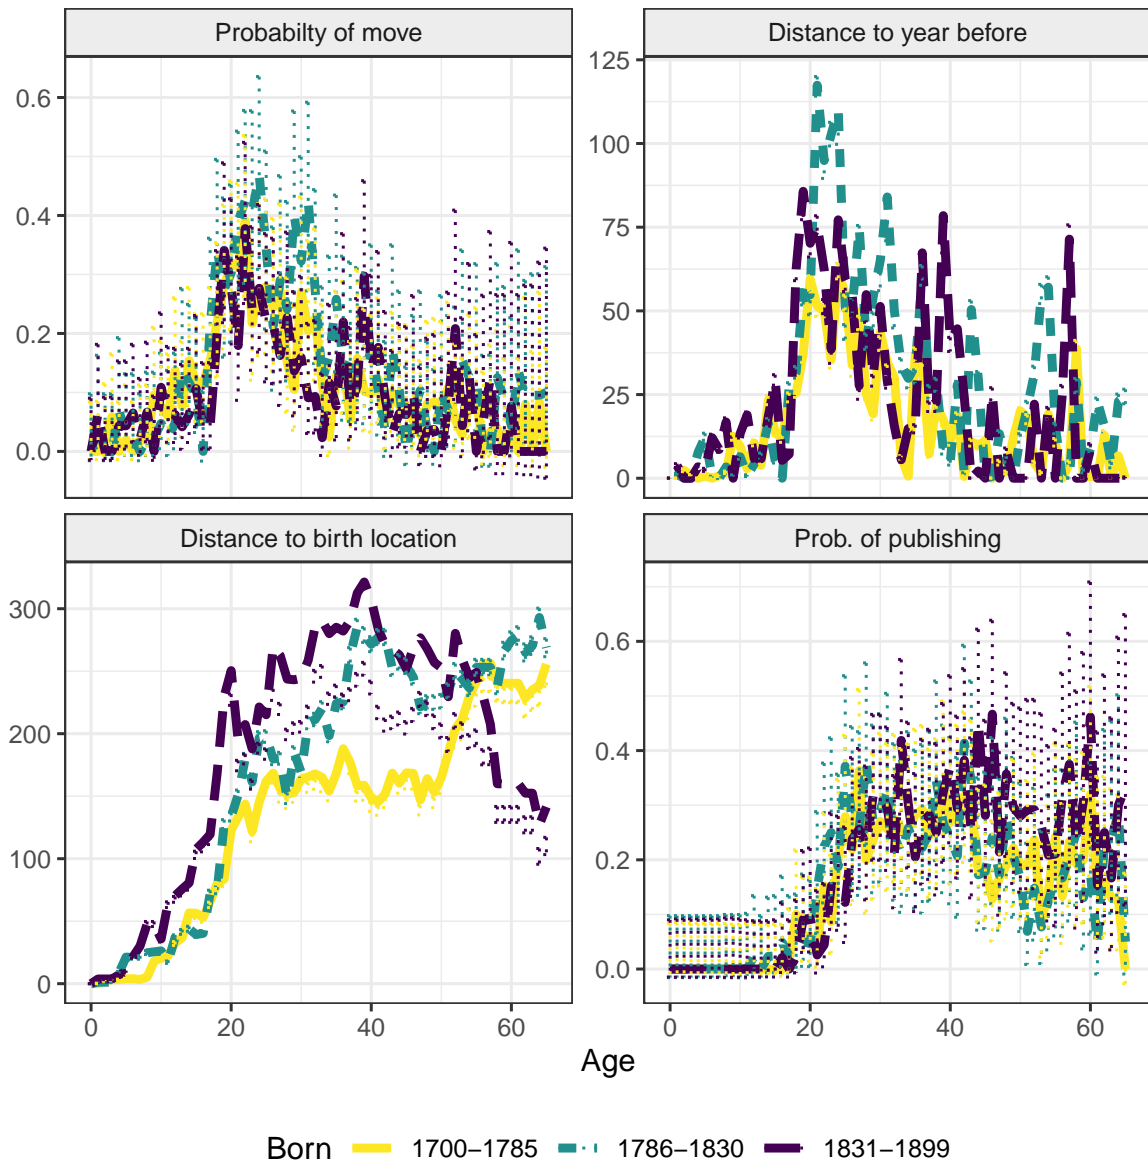 Probabilty of move
Distance to year before
0.6
0.4
0.2
0.0
125
100
75
50
25
0
Distance to birth location
Prob. of publishing
300
200
100
0
0.6
0.4
0.2
0.0
0 20 40 60
0 20 40 60
Age
Born 1700–1785 1786–1830 1831–1899